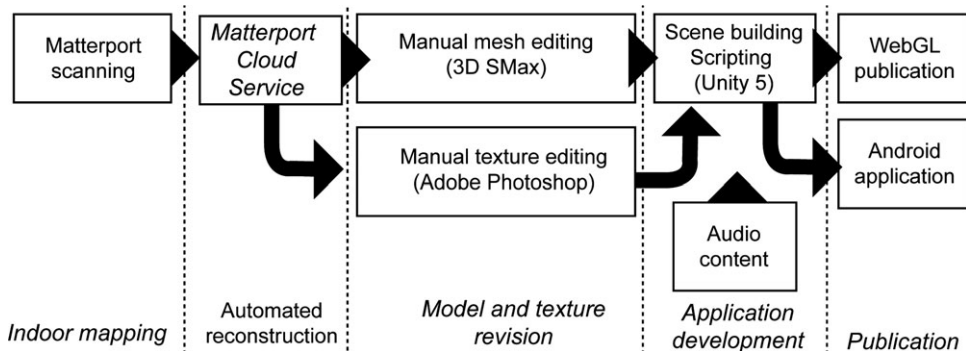 Matterport
scanning
Matterport
Cloud
Service
Manual mesh editing
(3D SMax)
Scene building
Scripting
(Unity 5)
WebGL
publication
Manual texture editing
(Adobe Photoshop)
Android
application
Audio
content
Indoor mapping
Automated
reconstruction
Model and texture
revision
Application
development
Publication